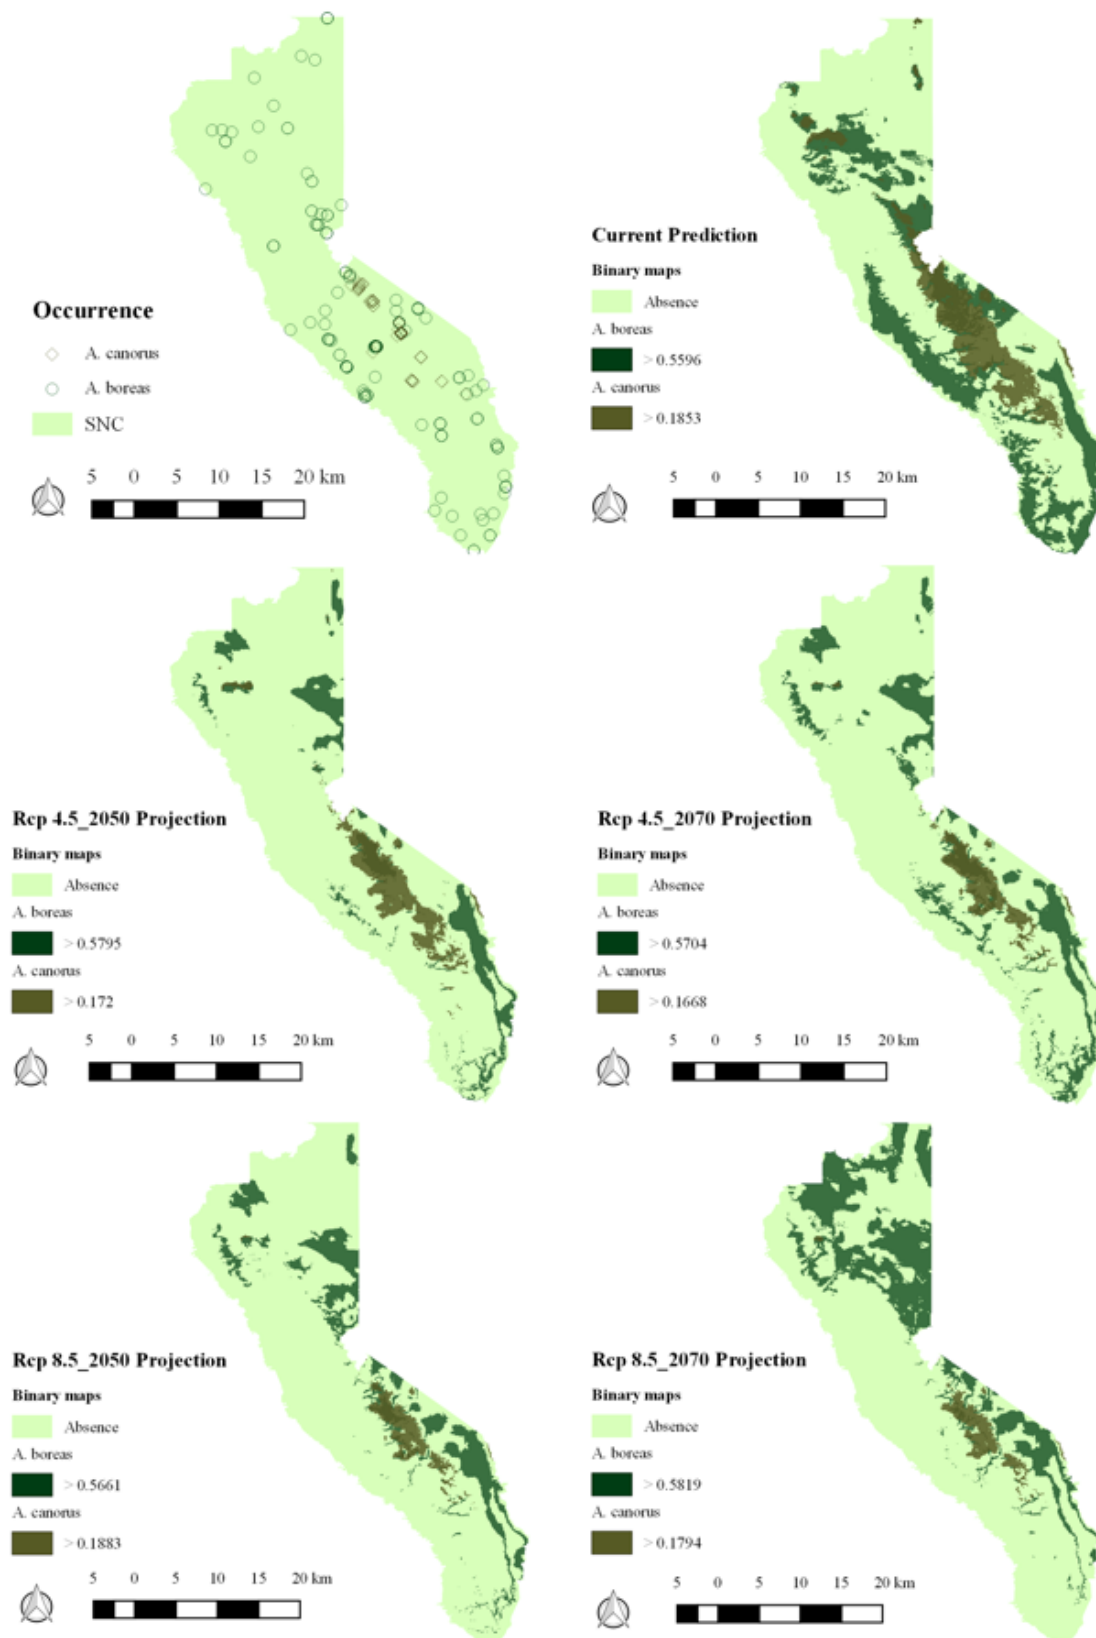 Occurrence
A. canorus
A. boreas
SNC
5 0 5 10 15 20 km
Current Prediction
Binary maps
Absence
A. boreas
> 0.5596
A. canorus
> 0.1853
5 0 5 10 15 20 km
Rcp 4.5_2050 Projection
Binary maps
Absence
A. boreas
> 0.5795
A. canorus
> 0.172
5 0 5 10 15 20 km
Rcp 4.5_2070 Projection
Binary maps
Absence
A. boreas
> 0.5704
A. canorus
> 0.1668
5 0 5 10 15 20 km
Rcp 8.5_2050 Projection
Binary maps
Absence
A. boreas
> 0.5661
A. canorus
> 0.1883
5 0 5 10 15 20 km
Rcp 8.5_2070 Projection
Binary maps
Absence
A. boreas
> 0.5819
A. canorus
> 0.1794
5 0 5 10 15 20 km